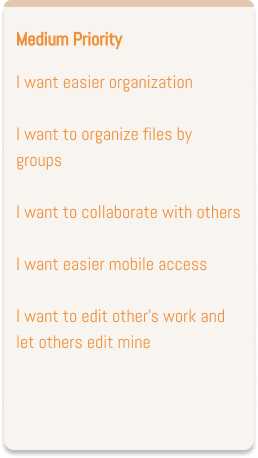 Medium Priority
I want easier organization
I want to organize files by
groups
I want to collaborate with others
I want easier mobile access
I want to edit other's work and
let others edit mine